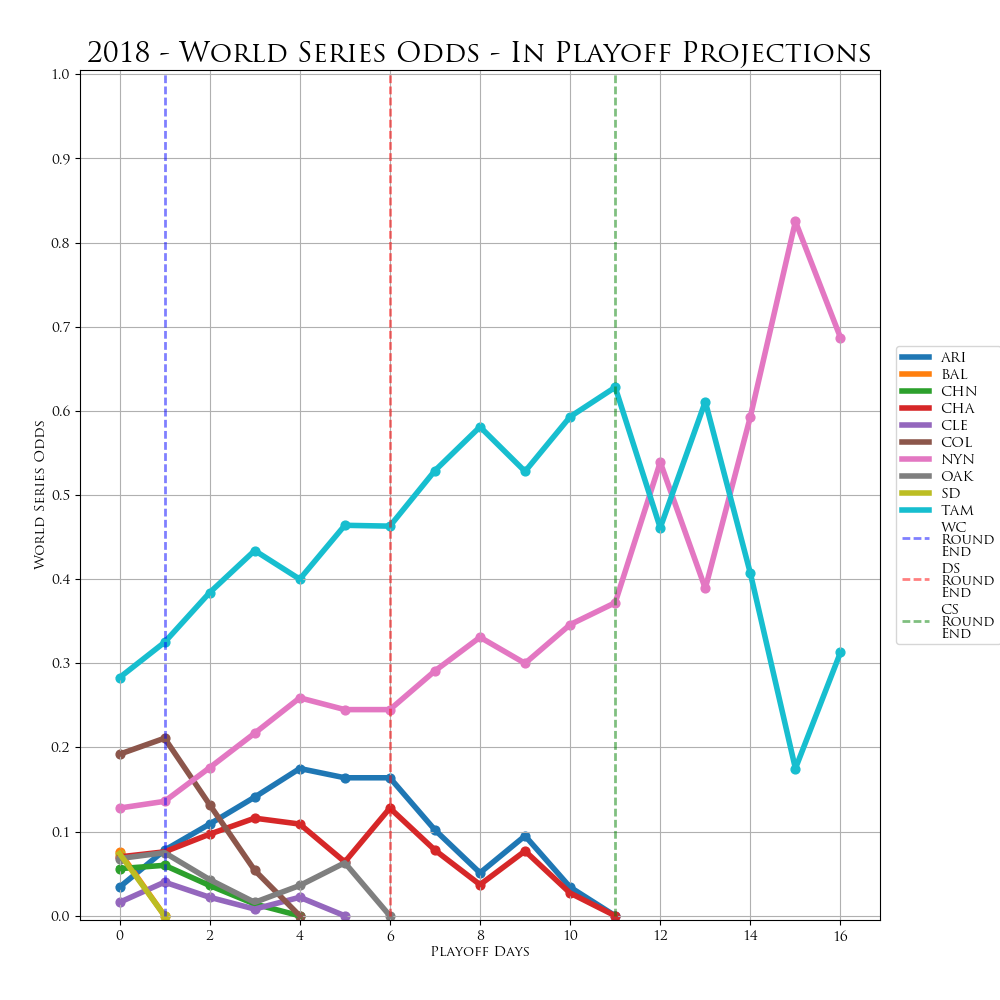 2018 - World Series Odds - In Playoff Projections
1.0
0.9
0.8
0.7
0.6
0.5
0.4
0.3
0.2
0.1
0.0
World Series Odds
0 2 4 6 8 10 12 14 16
Playoff Days
ARI
BAL
CHN
CHA
CLE
COL
NYN
OAK
SD
TAM
WC
Round
End
DS
Round
End
CS
Round
End